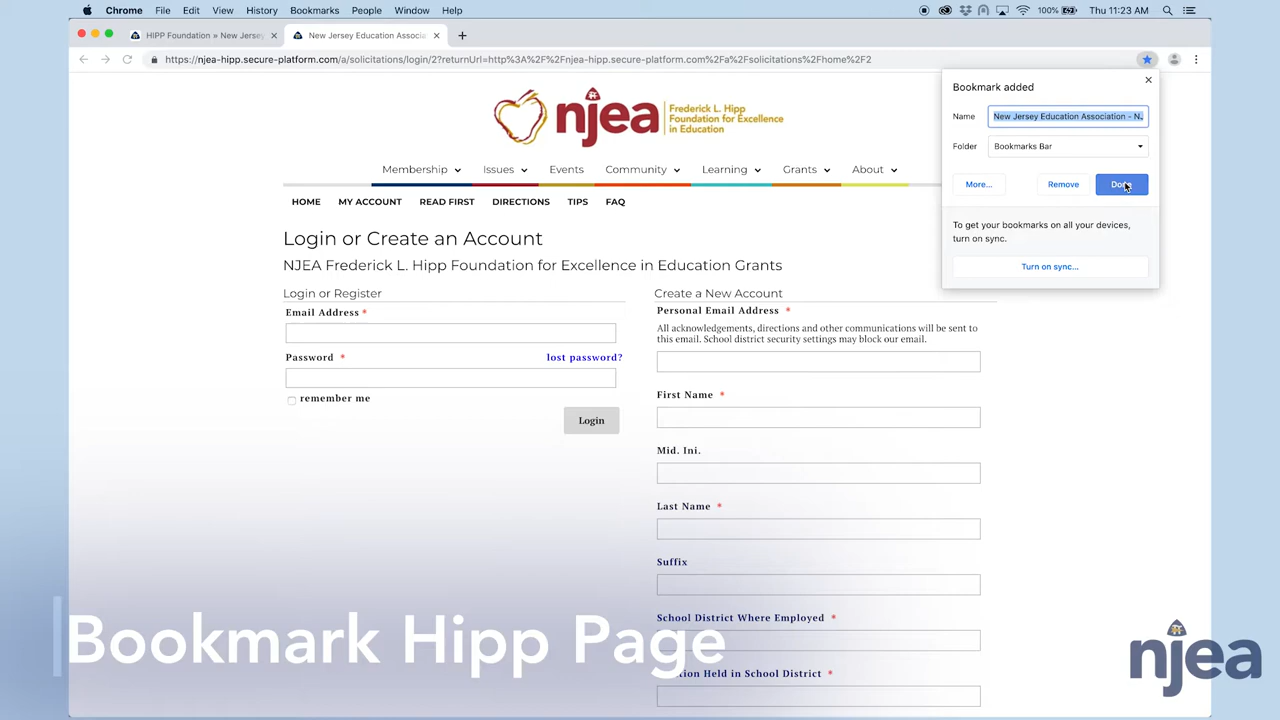 Chrome File Edit View History Bookmarks People Window Help 100% Thu 11:23 AM
HIPP Foundation » New Jersey
New Jersey Education Associa
https://njea-hipp.secure-platform.com/a/solicitations/login/2?returnUrl=http%3A%2F%2Fnjea-hipp.secure-platform.com%2Fa%2Fsolicitations%2Fhome%2F2
Bookmark added
Name New Jersey Education Association - N.
Folder Bookmarks Bar
More... Remove
To get your bookmarks on all your devices,
turn on sync.
Turn on sync...
njea
Frederick L. Hipp
Foundation for Excellence
in Education
Membership Issues Events Community Learning Grants About
HOME MY ACCOUNT READ FIRST DIRECTIONS TIPS FAQ
Login or Create an Account
NJEA Frederick L. Hipp Foundation for Excellence in Education Grants
Login or Register
Email Address *
Password * lost password?
remember me
Login
Create a New Account
Personal Email Address *
All acknowledgements, directions and other communications will be sent to
this email. School district security settings may block our email.
First Name *
Mid. Ini.
Last Name *
Suffix
School District Where Employed *
Held in School District *
Bookmark Hipp Page
njea